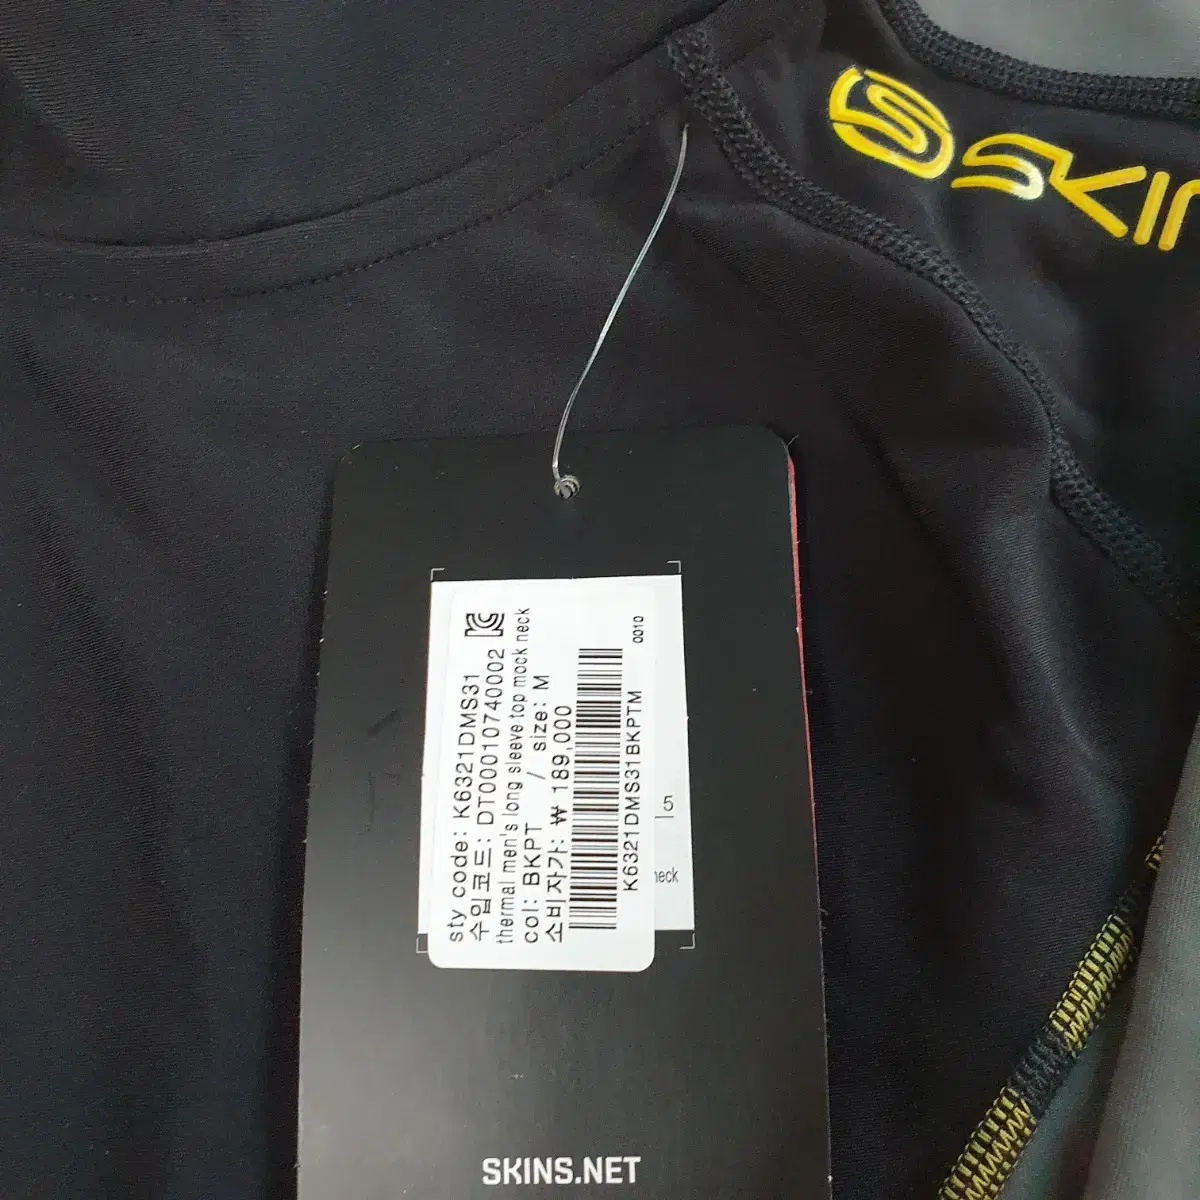 SKIN
sty code: K6321DMS31
수입코드: DT00010740002
thermal men's long sleeve top mock neck
col: BKPT / size: M
소비자가: ₩ 189,000
K6321DMS31BKPTM
0010
5
neck
SKINS.NET